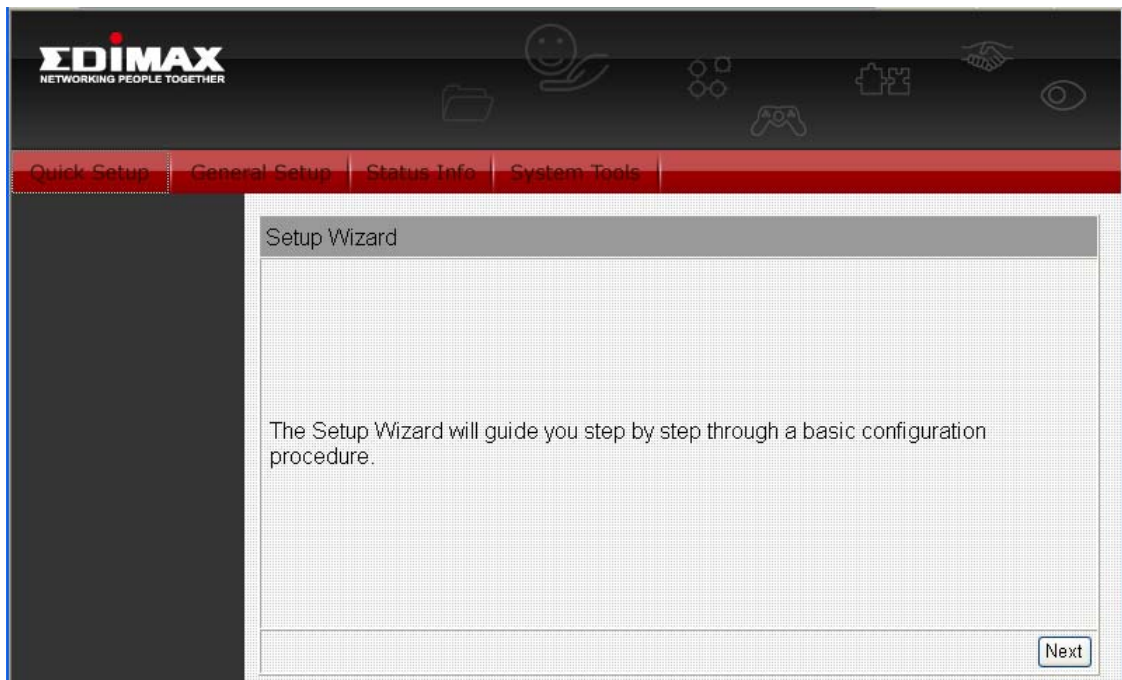 EDIMAX
NETWORKING PEOPLE TOGETHER
Quick Setup General Setup Status Info System Tools
Setup Wizard
The Setup Wizard will guide you step by step through a basic configuration
procedure.
Next